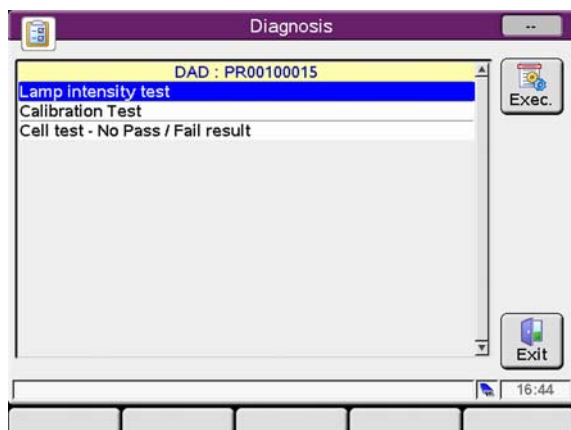 Diagnosis
--
DAD : PR00100015
Lamp intensity test
Calibration Test
Cell test - No Pass / Fail result
Exec.
Exit
16:44